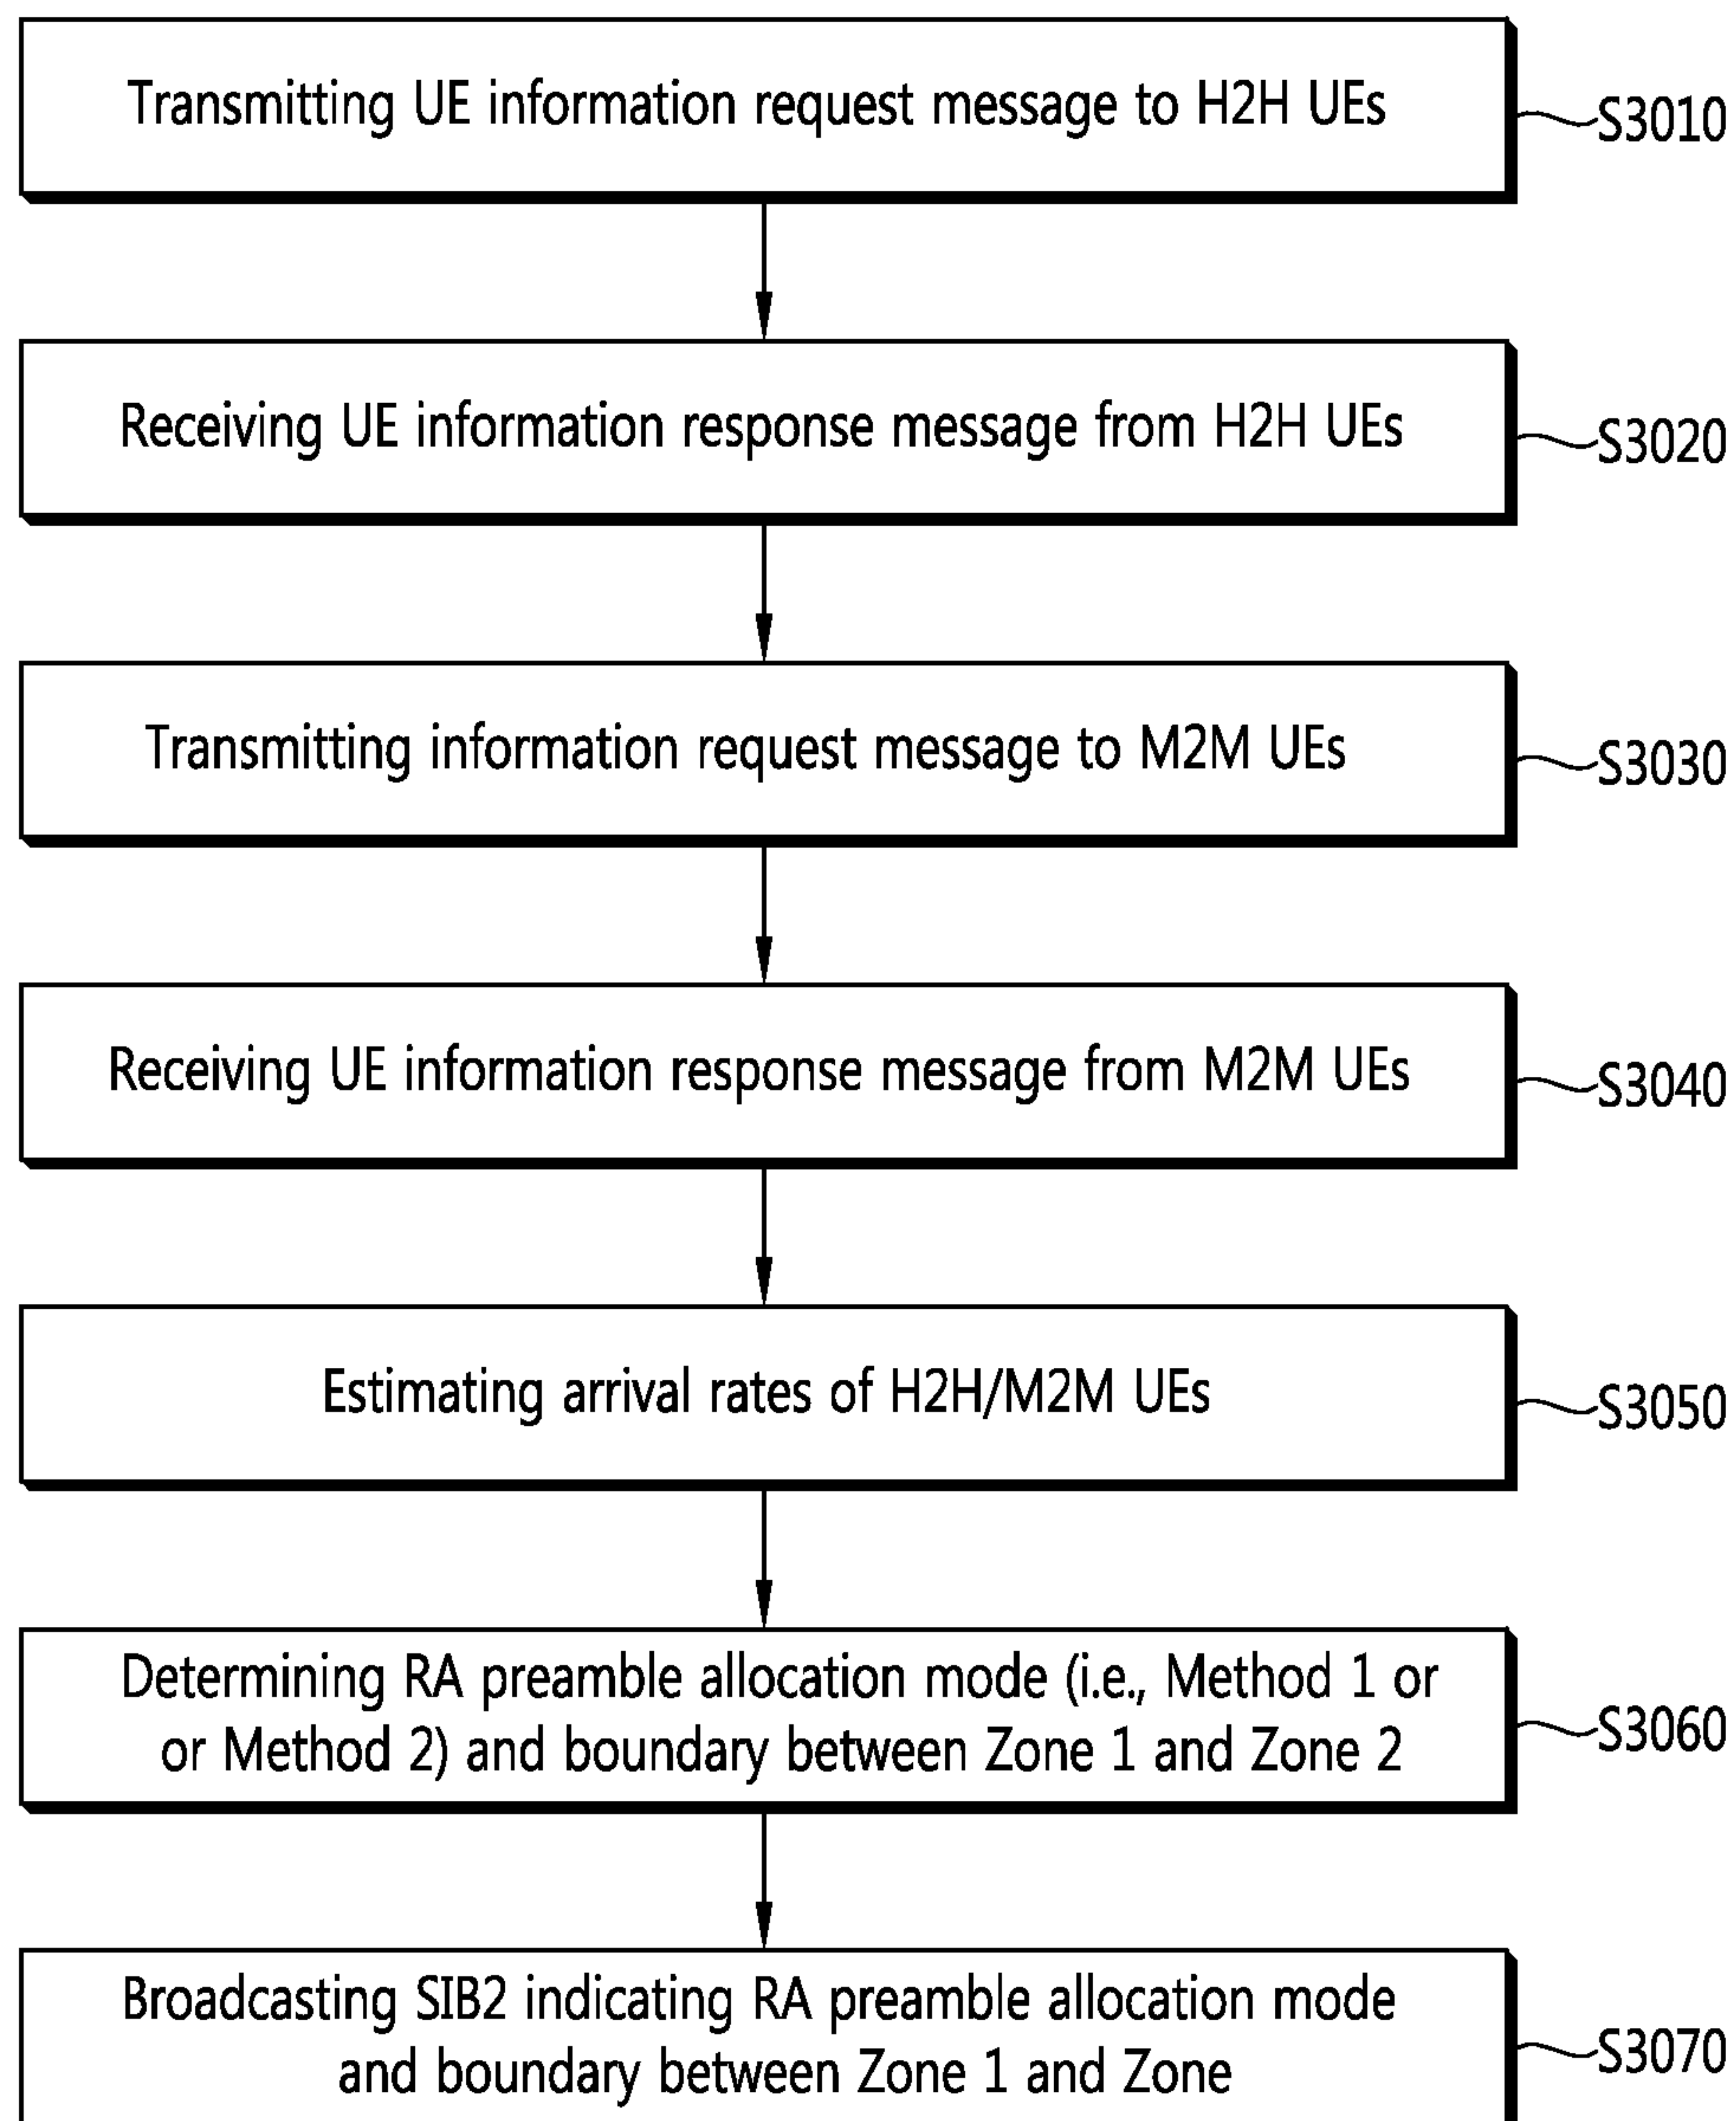 Transmitting UE information request message to H2H UEs
S3010
Receiving UE information response message from H2H UEs
S3020
Transmitting information request message to M2M UEs
S3030
Receiving UE information response message from M2M UEs
S3040
Estimating arrival rates of H2H/M2M UEs
S3050
Determining RA preamble allocation mode (i.e., Method 1 or
or Method 2) and boundary between Zone 1 and Zone 2
S3060
Broadcasting SIB2 indicating RA preamble allocation mode
and boundary between Zone 1 and Zone
S3070